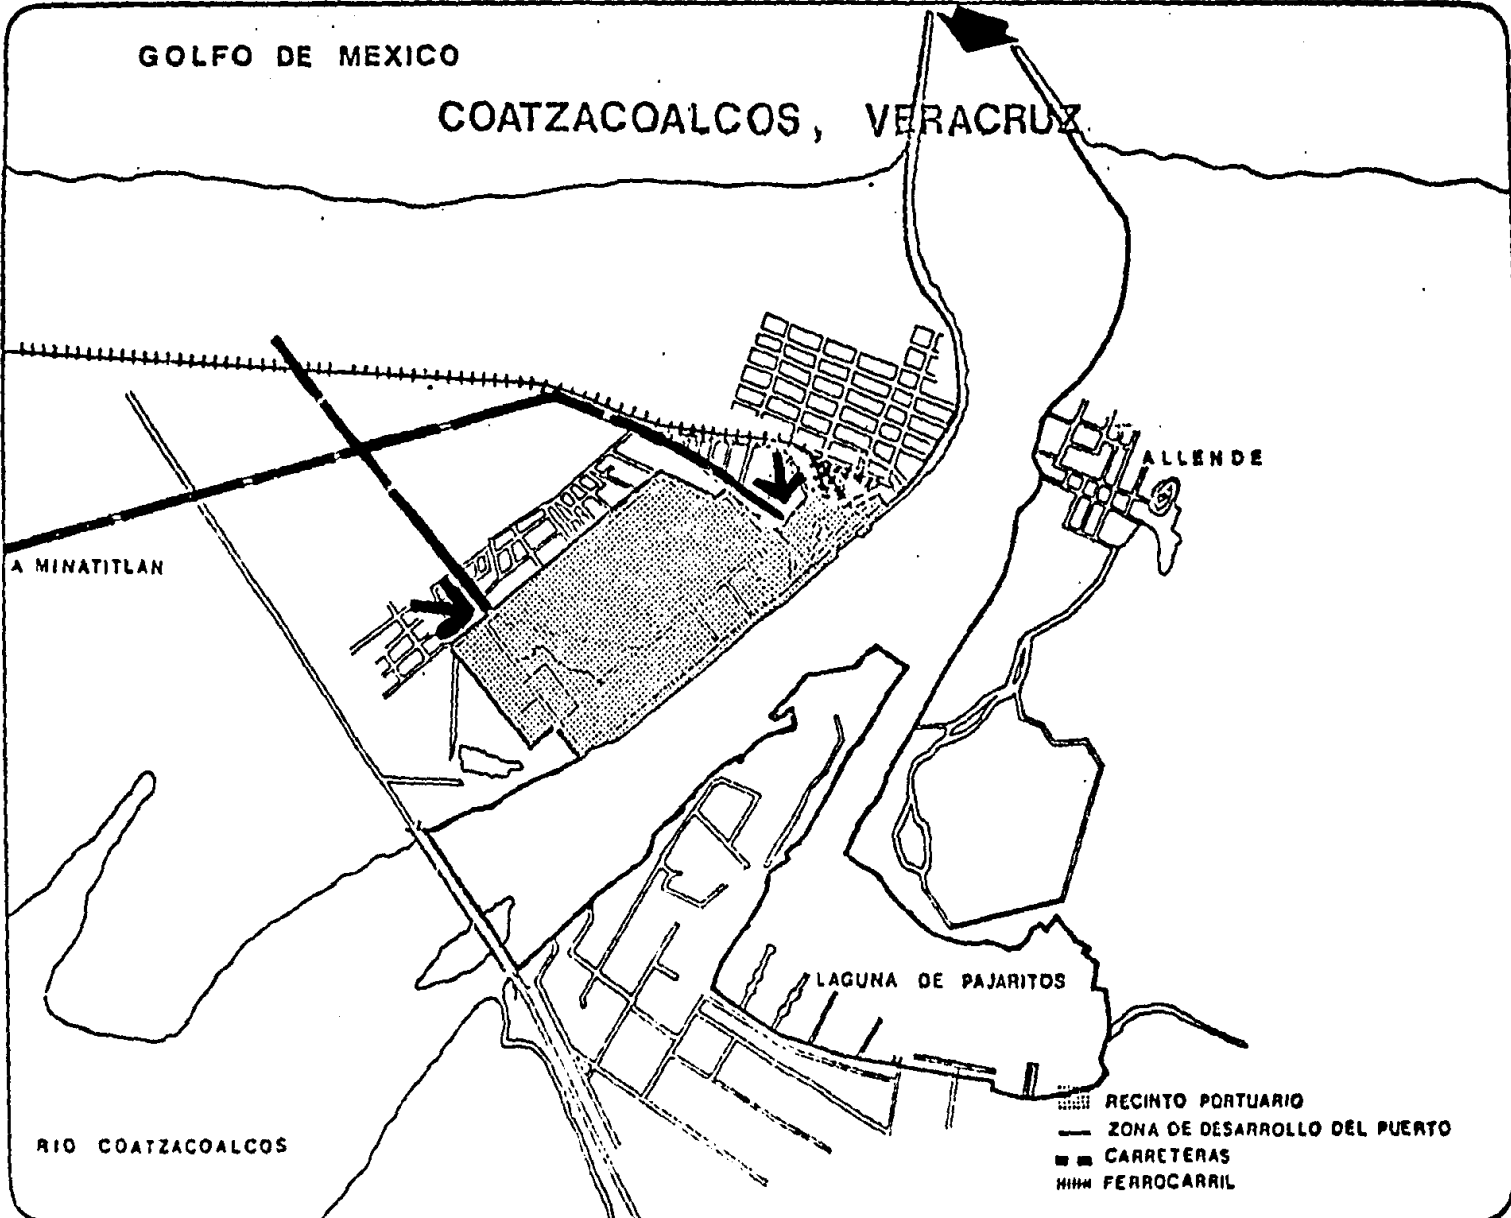 GOLFO DE MEXICO
COATZACOALCOS, VERACRUZ
ALLENDE
A MINATITLAN
LAGUNA DE PAJARITOS
RECINTO PORTUARIO
ZONA DE DESARROLLO DEL PUERTO
CARRETERAS
FERROCARRIL
RIO COATZACOALCOS